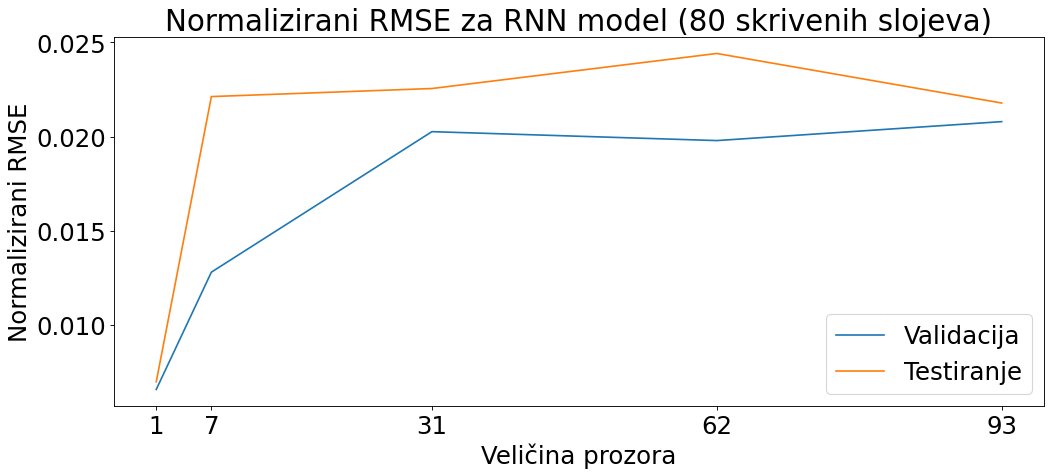 Normalizirani RMSE za RNN model (80 skrivenih slojeva)
Normalizirani RMSE
0.025
0.020
0.015
0.010
Validacija
Testiranje
1 7 31 62 93
Veličina prozora